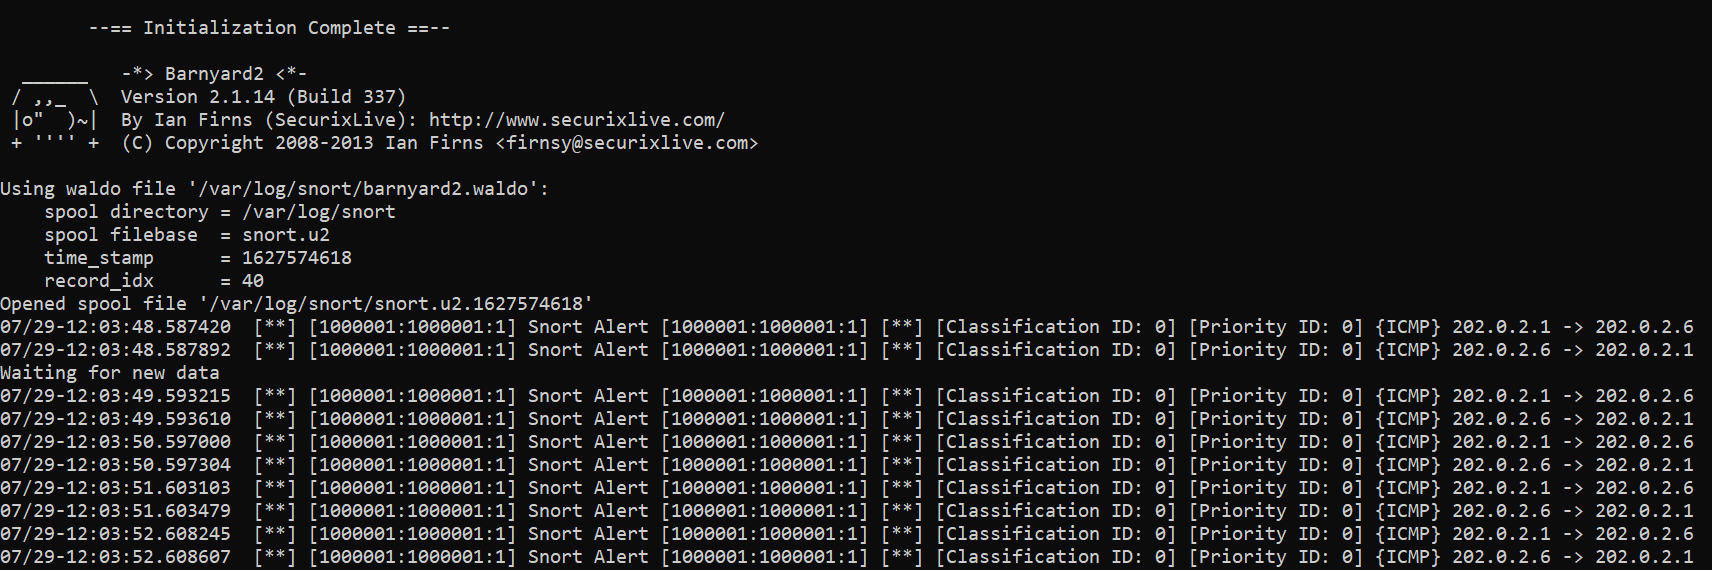 --== Initialization Complete ==--
  ______   -*> Barnyard2 <*-
 / ,,_  \  Version 2.1.14 (Build 337)
 |o"  )~|  By Ian Firns (SecurixLive): http://www.securixlive.com/
 + '''' +  (C) Copyright 2008-2013 Ian Firns <firnsy@securixlive.com>
Using waldo file '/var/log/snort/barnyard2.waldo':
    spool directory = /var/log/snort
    spool filebase  = snort.u2
    time_stamp      = 1627574618
    record_idx      = 40
Opened spool file '/var/log/snort/snort.u2.1627574618'
07/29-12:03:48.587420  [**] [1000001:1000001:1] Snort Alert [1000001:1000001:1] [**] [Classification ID: 0] [Priority ID: 0] {ICMP} 202.0.2.1 -> 202.0.2.6
07/29-12:03:48.587892  [**] [1000001:1000001:1] Snort Alert [1000001:1000001:1] [**] [Classification ID: 0] [Priority ID: 0] {ICMP} 202.0.2.6 -> 202.0.2.1
Waiting for new data
07/29-12:03:49.593215  [**] [1000001:1000001:1] Snort Alert [1000001:1000001:1] [**] [Classification ID: 0] [Priority ID: 0] {ICMP} 202.0.2.1 -> 202.0.2.6
07/29-12:03:49.593610  [**] [1000001:1000001:1] Snort Alert [1000001:1000001:1] [**] [Classification ID: 0] [Priority ID: 0] {ICMP} 202.0.2.6 -> 202.0.2.1
07/29-12:03:50.597000  [**] [1000001:1000001:1] Snort Alert [1000001:1000001:1] [**] [Classification ID: 0] [Priority ID: 0] {ICMP} 202.0.2.1 -> 202.0.2.6
07/29-12:03:50.597304  [**] [1000001:1000001:1] Snort Alert [1000001:1000001:1] [**] [Classification ID: 0] [Priority ID: 0] {ICMP} 202.0.2.6 -> 202.0.2.1
07/29-12:03:51.603103  [**] [1000001:1000001:1] Snort Alert [1000001:1000001:1] [**] [Classification ID: 0] [Priority ID: 0] {ICMP} 202.0.2.1 -> 202.0.2.6
07/29-12:03:51.603479  [**] [1000001:1000001:1] Snort Alert [1000001:1000001:1] [**] [Classification ID: 0] [Priority ID: 0] {ICMP} 202.0.2.6 -> 202.0.2.1
07/29-12:03:52.608245  [**] [1000001:1000001:1] Snort Alert [1000001:1000001:1] [**] [Classification ID: 0] [Priority ID: 0] {ICMP} 202.0.2.1 -> 202.0.2.6
07/29-12:03:52.608607  [**] [1000001:1000001:1] Snort Alert [1000001:1000001:1] [**] [Classification ID: 0] [Priority ID: 0] {ICMP} 202.0.2.6 -> 202.0.2.1